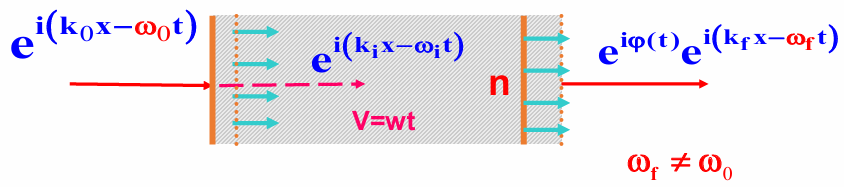 e^{i(k_0x-ω_0t)}
e^{i(k_ix-ω_it)}
e^{iφ(t)}e^{i(k_fx-ω_ft)}
n
V=wt
ω_f ≠ ω_0